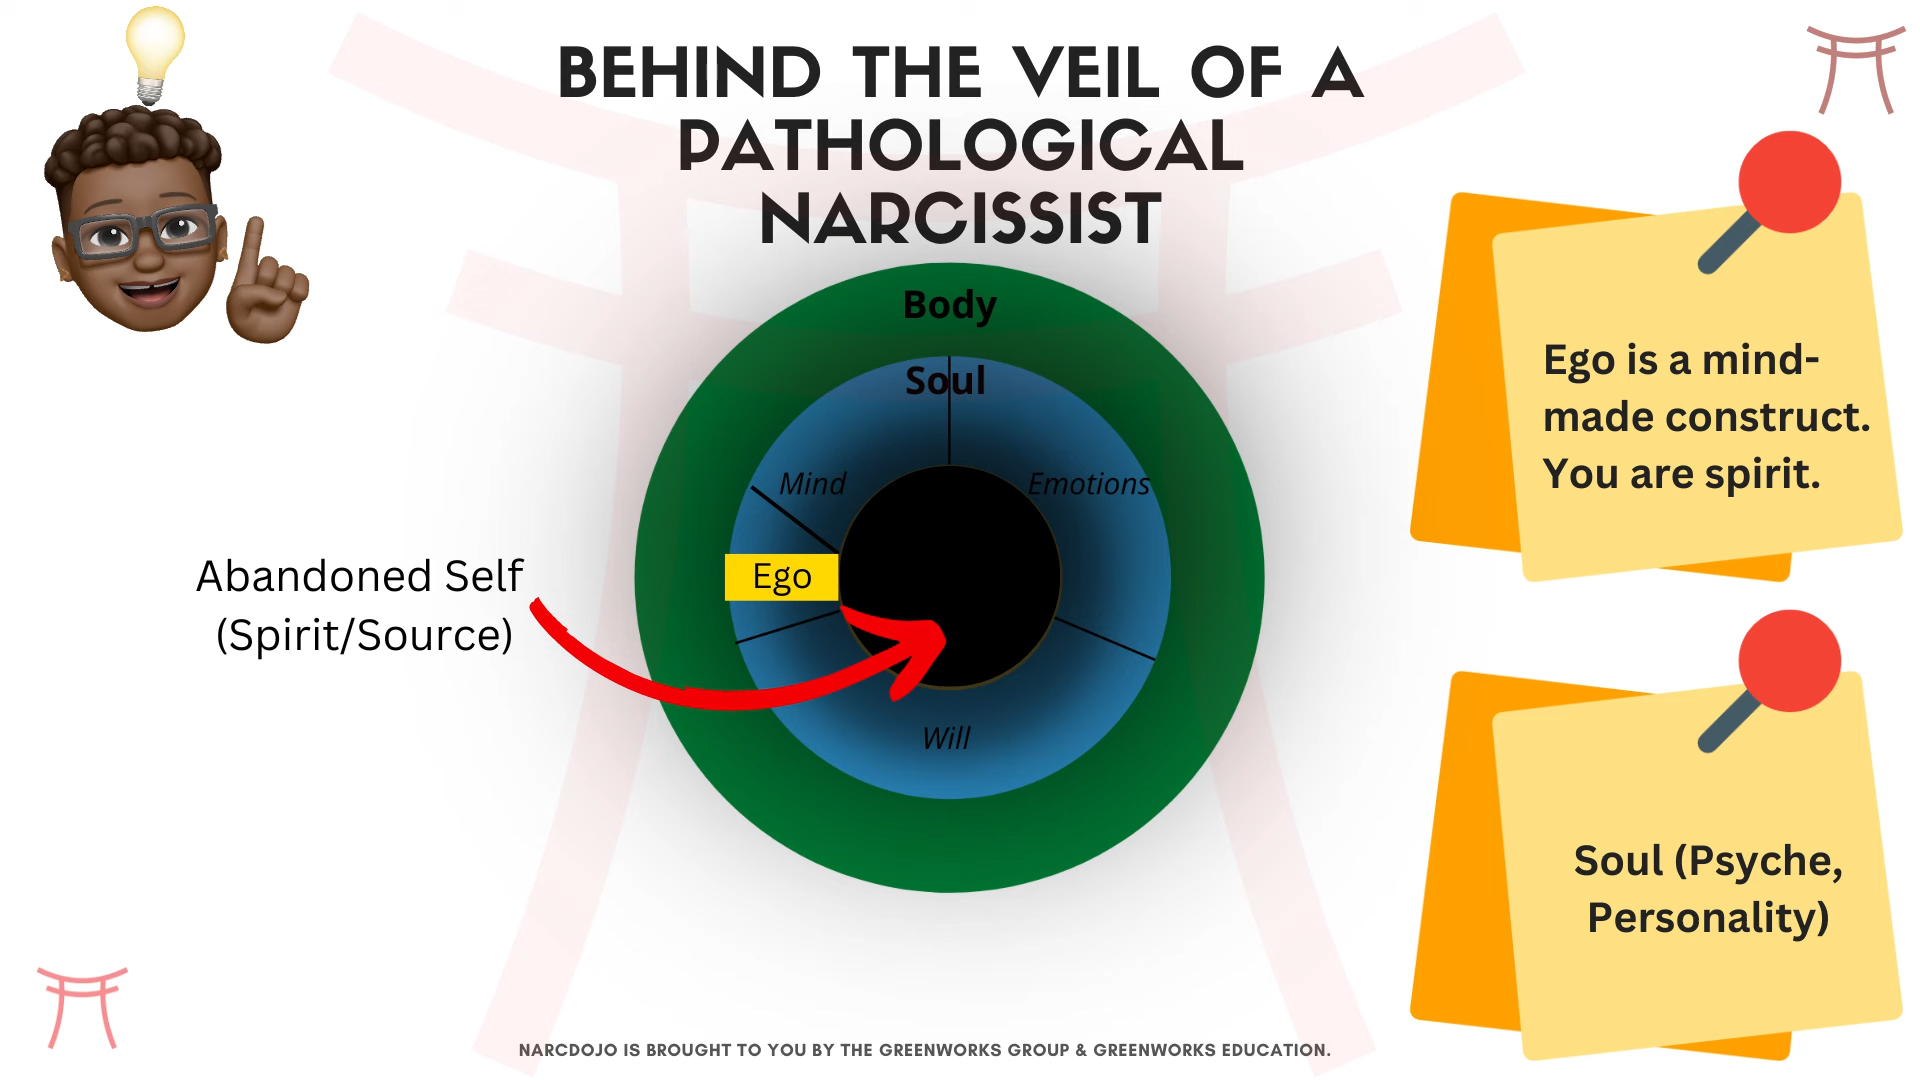 BEHIND THE VEIL OF A
PATHOLOGICAL
NARCISSIST
Body
Soul
Mind
Emotions
Ego
Will
Abandoned Self
(Spirit/Source)
Ego is a mind-
made construct.
You are spirit.
Soul (Psyche,
Personality)
NARCDOJO IS BROUGHT TO YOU BY THE GREENWORKS GROUP & GREENWORKS EDUCATION.